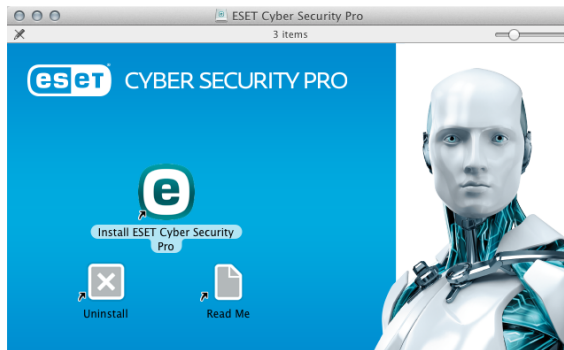 ESET Cyber Security Pro
3 items
eset CYBER SECURITY PRO
e
Install ESET Cyber Security
Pro
Uninstall
Read Me